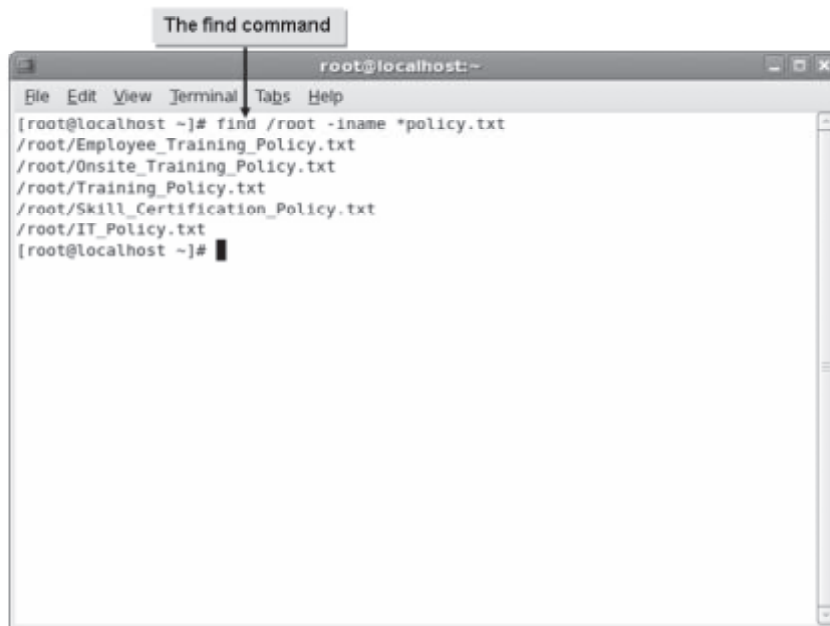 The find command
root@localhost:~
File Edit View Terminal Tabs Help
[root@localhost ~]# find /root -iname *policy.txt
/root/Employee_Training_Policy.txt
/root/Onsite_Training_Policy.txt
/root/Training_Policy.txt
/root/Skill_Certification_Policy.txt
/root/IT_Policy.txt
[root@localhost ~]#